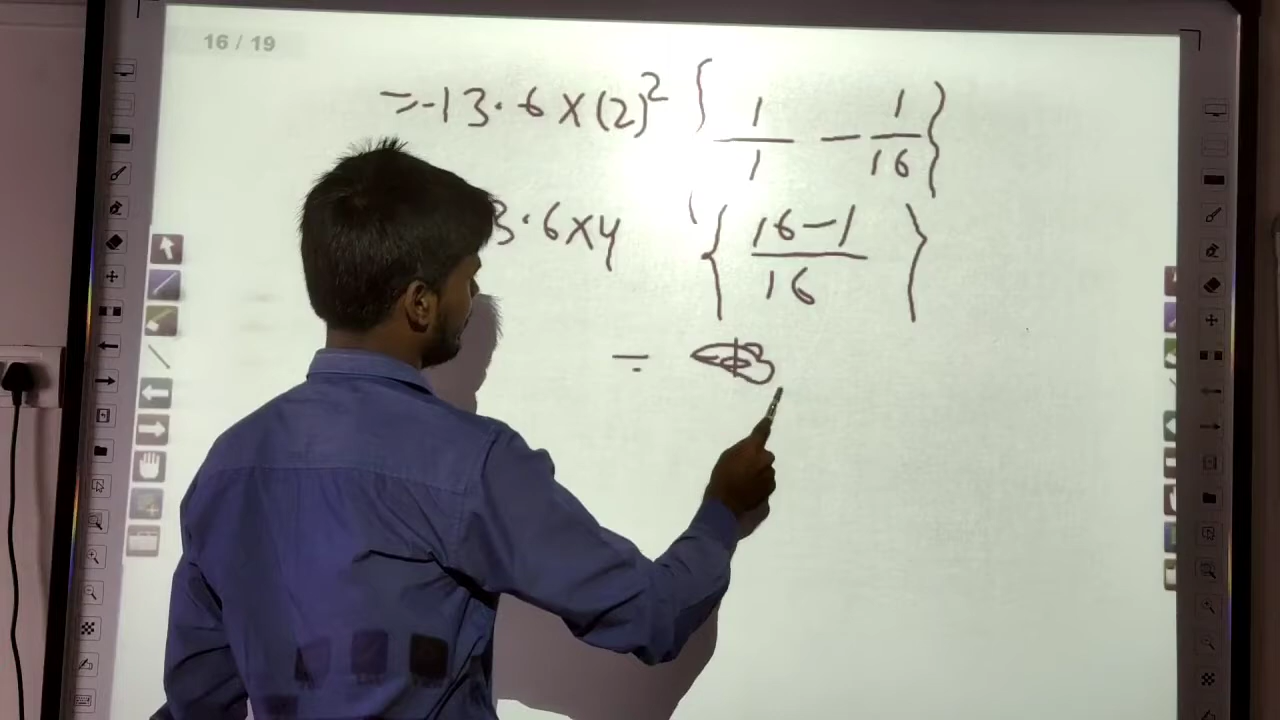 16 / 19
= -13.6 × (2)² { 1/1 - 1/16 }
3.6 × 4 { 16-1/16 }
=